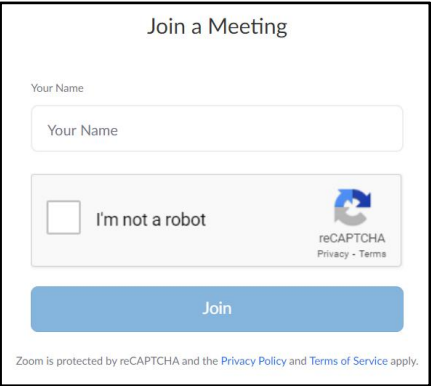 Join a Meeting
Your Name
Your Name
I'm not a robot
reCAPTCHA
Privacy - Terms
Join
Zoom is protected by reCAPTCHA and the Privacy Policy and Terms of Service apply.